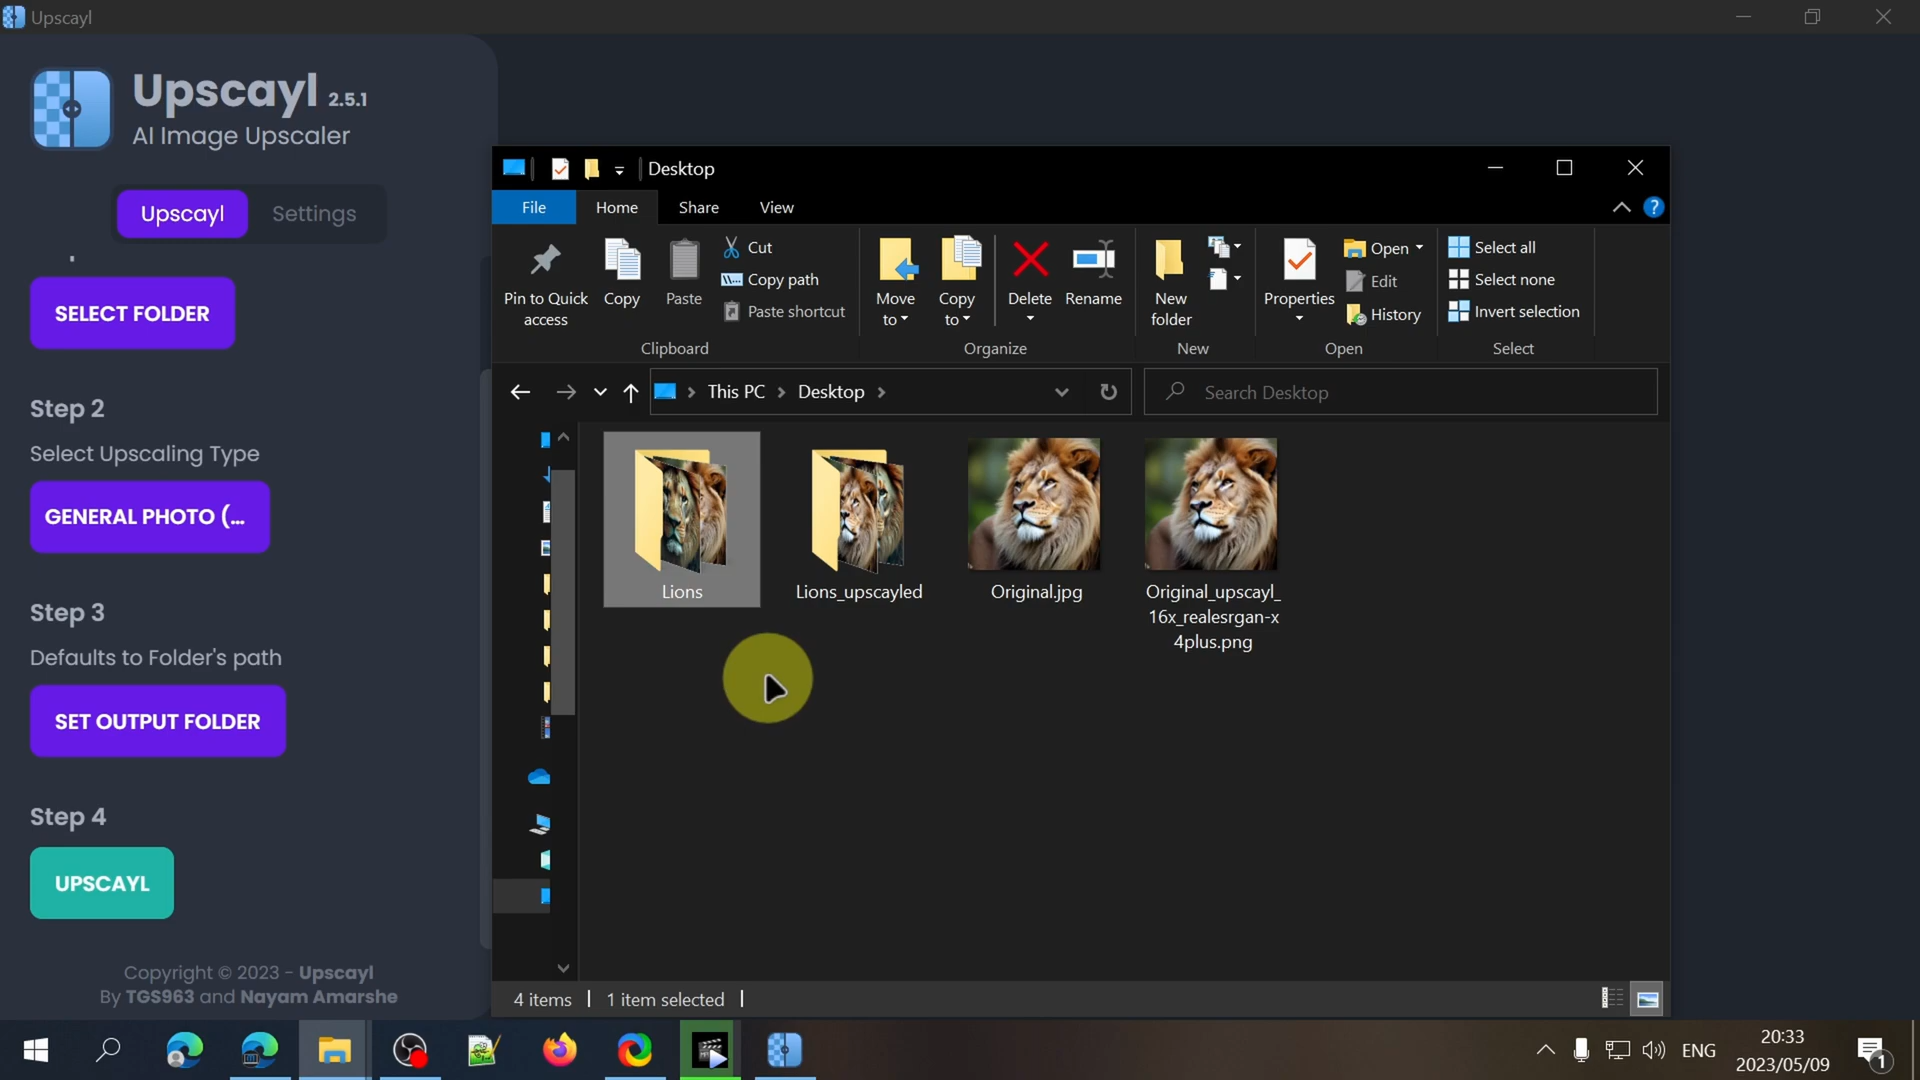 Upscayl
Upscayl 2.5.1
AI Image Upscaler
Upscayl
Settings
SELECT FOLDER
Step 2
Select Upscaling Type
GENERAL PHOTO (...
Step 3
Defaults to Folder's path
SET OUTPUT FOLDER
Step 4
UPSCAYL
Copyright © 2023 - Upscayl
By TGS963 and Nayam Amarshe
Desktop
File
Home
Share
View
Pin to Quick
access
Copy
Paste
Cut
Copy path
Paste shortcut
Clipboard
Move
to
Copy
to
Delete
Rename
Organize
New
folder
New
Properties
Open
Edit
History
Open
Select all
Select none
Invert selection
Select
This PC
Desktop
Search Desktop
Lions
Lions_upscayled
Original.jpg
Original_upscayl_
16x_realesrgan-x
4plus.png
4 items
1 item selected
ENG
20:33
2023/05/09
1